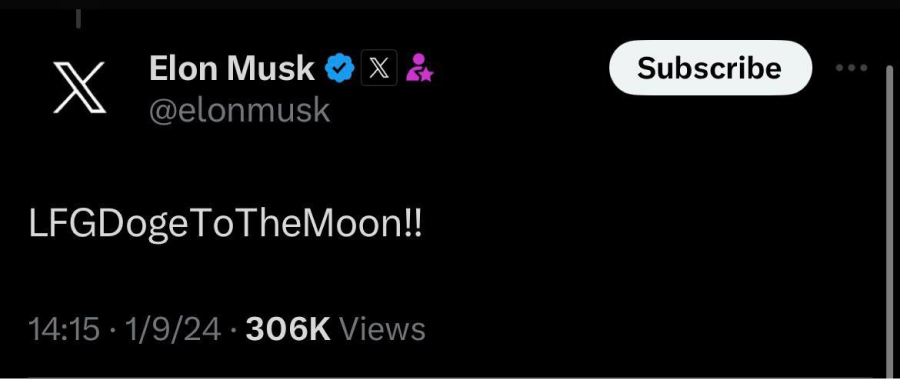 Elon Musk
Subscribe
@elonmusk
LFGDogeToTheMoon!!
14:15 · 1/9/24 · 306K Views